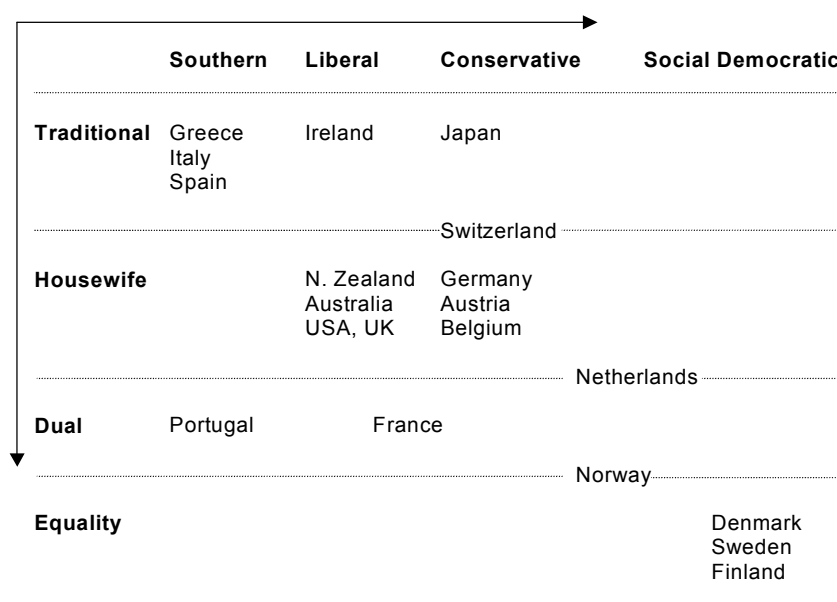 Southern Liberal Conservative Social Democratic
Traditional Greece Ireland Japan
Italy
Spain
Switzerland
Housewife N. Zealand Germany
Australia Austria
USA, UK Belgium
Netherlands
Dual Portugal France
Norway
Equality Denmark
Sweden
Finland